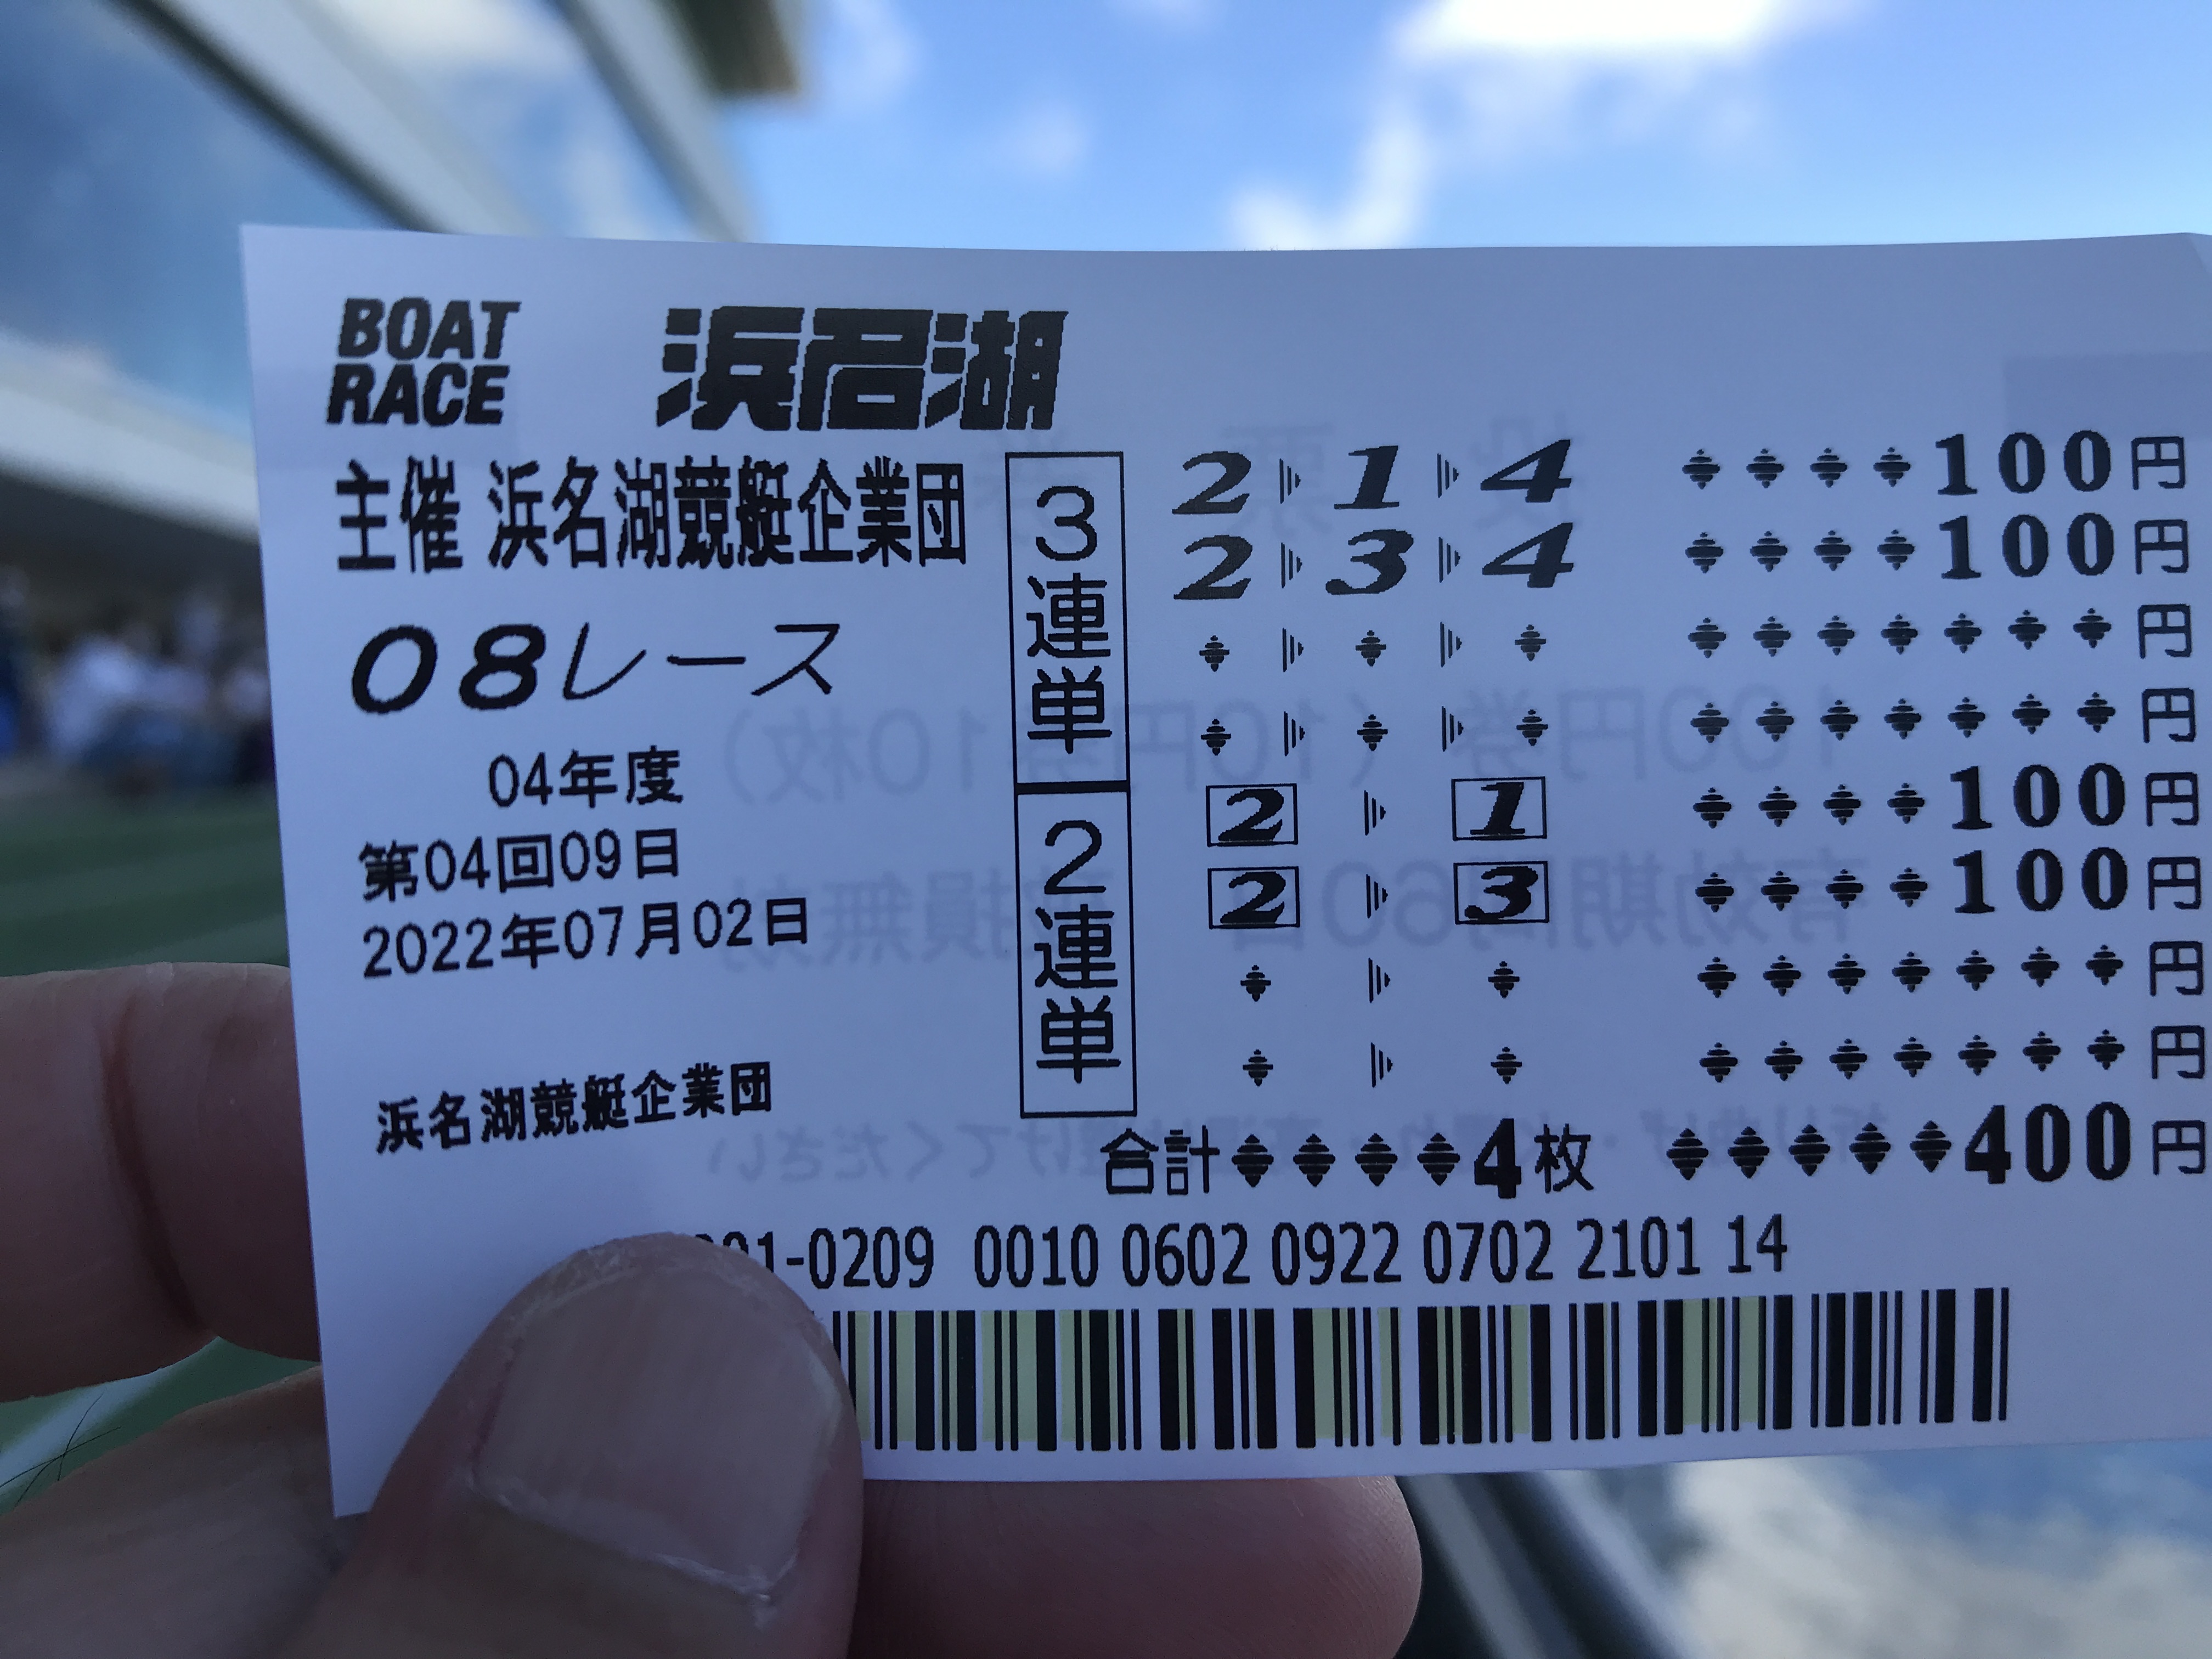 BOAT
RACE
浜名湖
主催 浜名湖競艇企業団
08レース
04年度
第04回09日
2022年07月02日
浜名湖競艇企業団
3連単
2 1 4 100円
2 3 4 100円
円
円
2連単
2 1 100円
2 3 100円
円
円
合計 4枚 400円
01-0209 0010 0602 0922 0702 2101 14